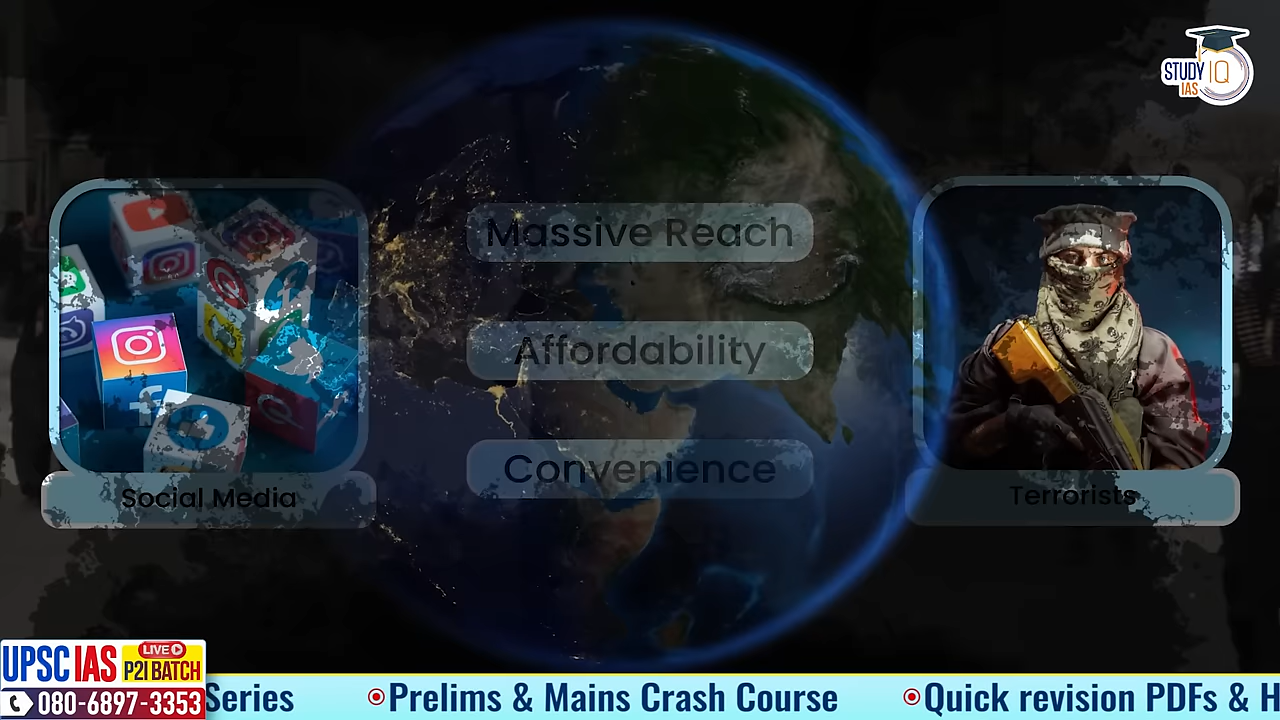 STUDY IQ
IAS
Massive Reach
Affordability
Convenience
Social Media
Terrorists
UPSC IAS
LIVE
P2I BATCH
080-6897-3353
Series
Prelims & Mains Crash Course
Quick revision PDFs & H